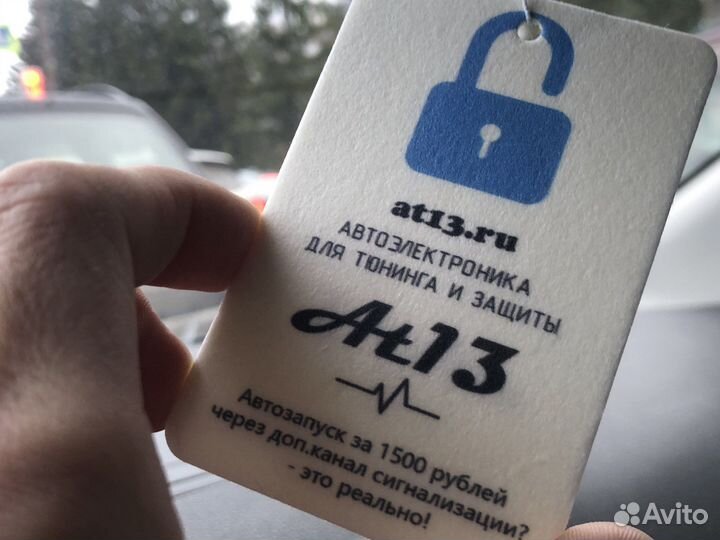 at13.ru
АВТОЭЛЕКТРОНИКА
ДЛЯ ТЮНИНГА И ЗАЩИТЫ
At13
Автозапуск за 1500 рублей
через доп.канал сигнализации?
- это реально!
Avito